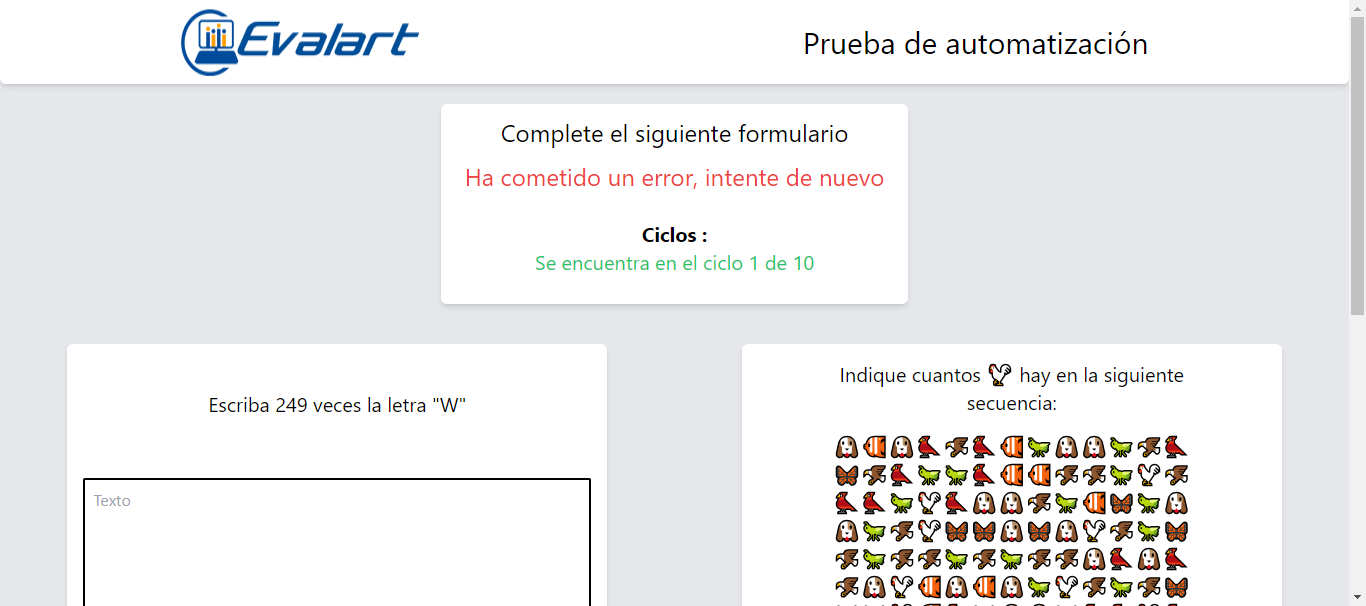 Evalart
Prueba de automatización
Complete el siguiente formulario
Ha cometido un error, intente de nuevo
Ciclos :
Se encuentra en el ciclo 1 de 10
Escriba 249 veces la letra "W"
Texto
Indique cuantos 🐓 hay en la siguiente
secuencia: